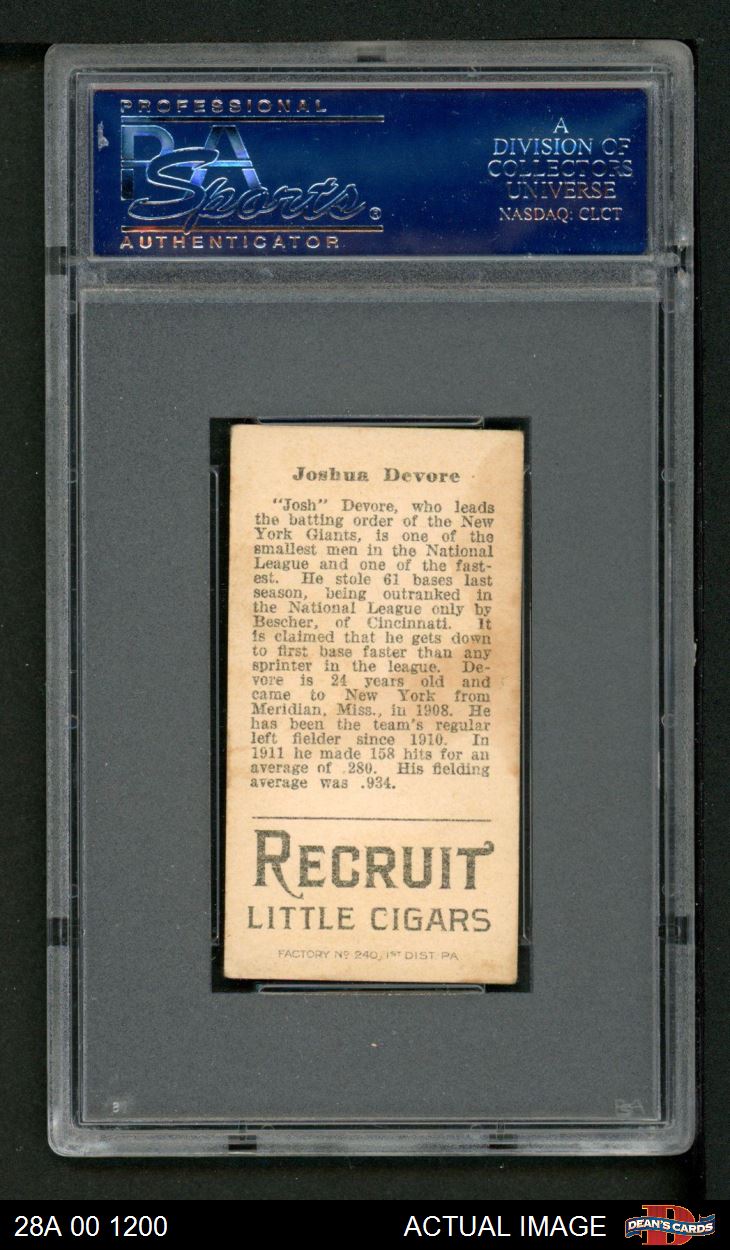 PROFESSIONAL
PSA
Sports®
AUTHENTICATOR
A
DIVISION OF
COLLECTORS
UNIVERSE
NASDAQ: CLCT
Joshua Devore
"Josh" Devore, who leads
the batting order of the New
York Giants, is one of the
smallest men in the National
League and one of the fast-
est. He stole 61 bases last
season, being outranked in
the National League only by
Bescher, of Cincinnati. It
is claimed that he gets down
to first base faster than any
sprinter in the league. De-
vore is 24 years old and
came to New York from
Meridian, Miss., in 1908. He
has been the team's regular
left fielder since 1910. In
1911 he made 158 hits for an
average of .280. His fielding
average was .934.
RECRUIT
LITTLE CIGARS
FACTORY Nº 240, 1ST DIST. PA
PSA
28A 00 1200
ACTUAL IMAGE
DEAN'S CARDS